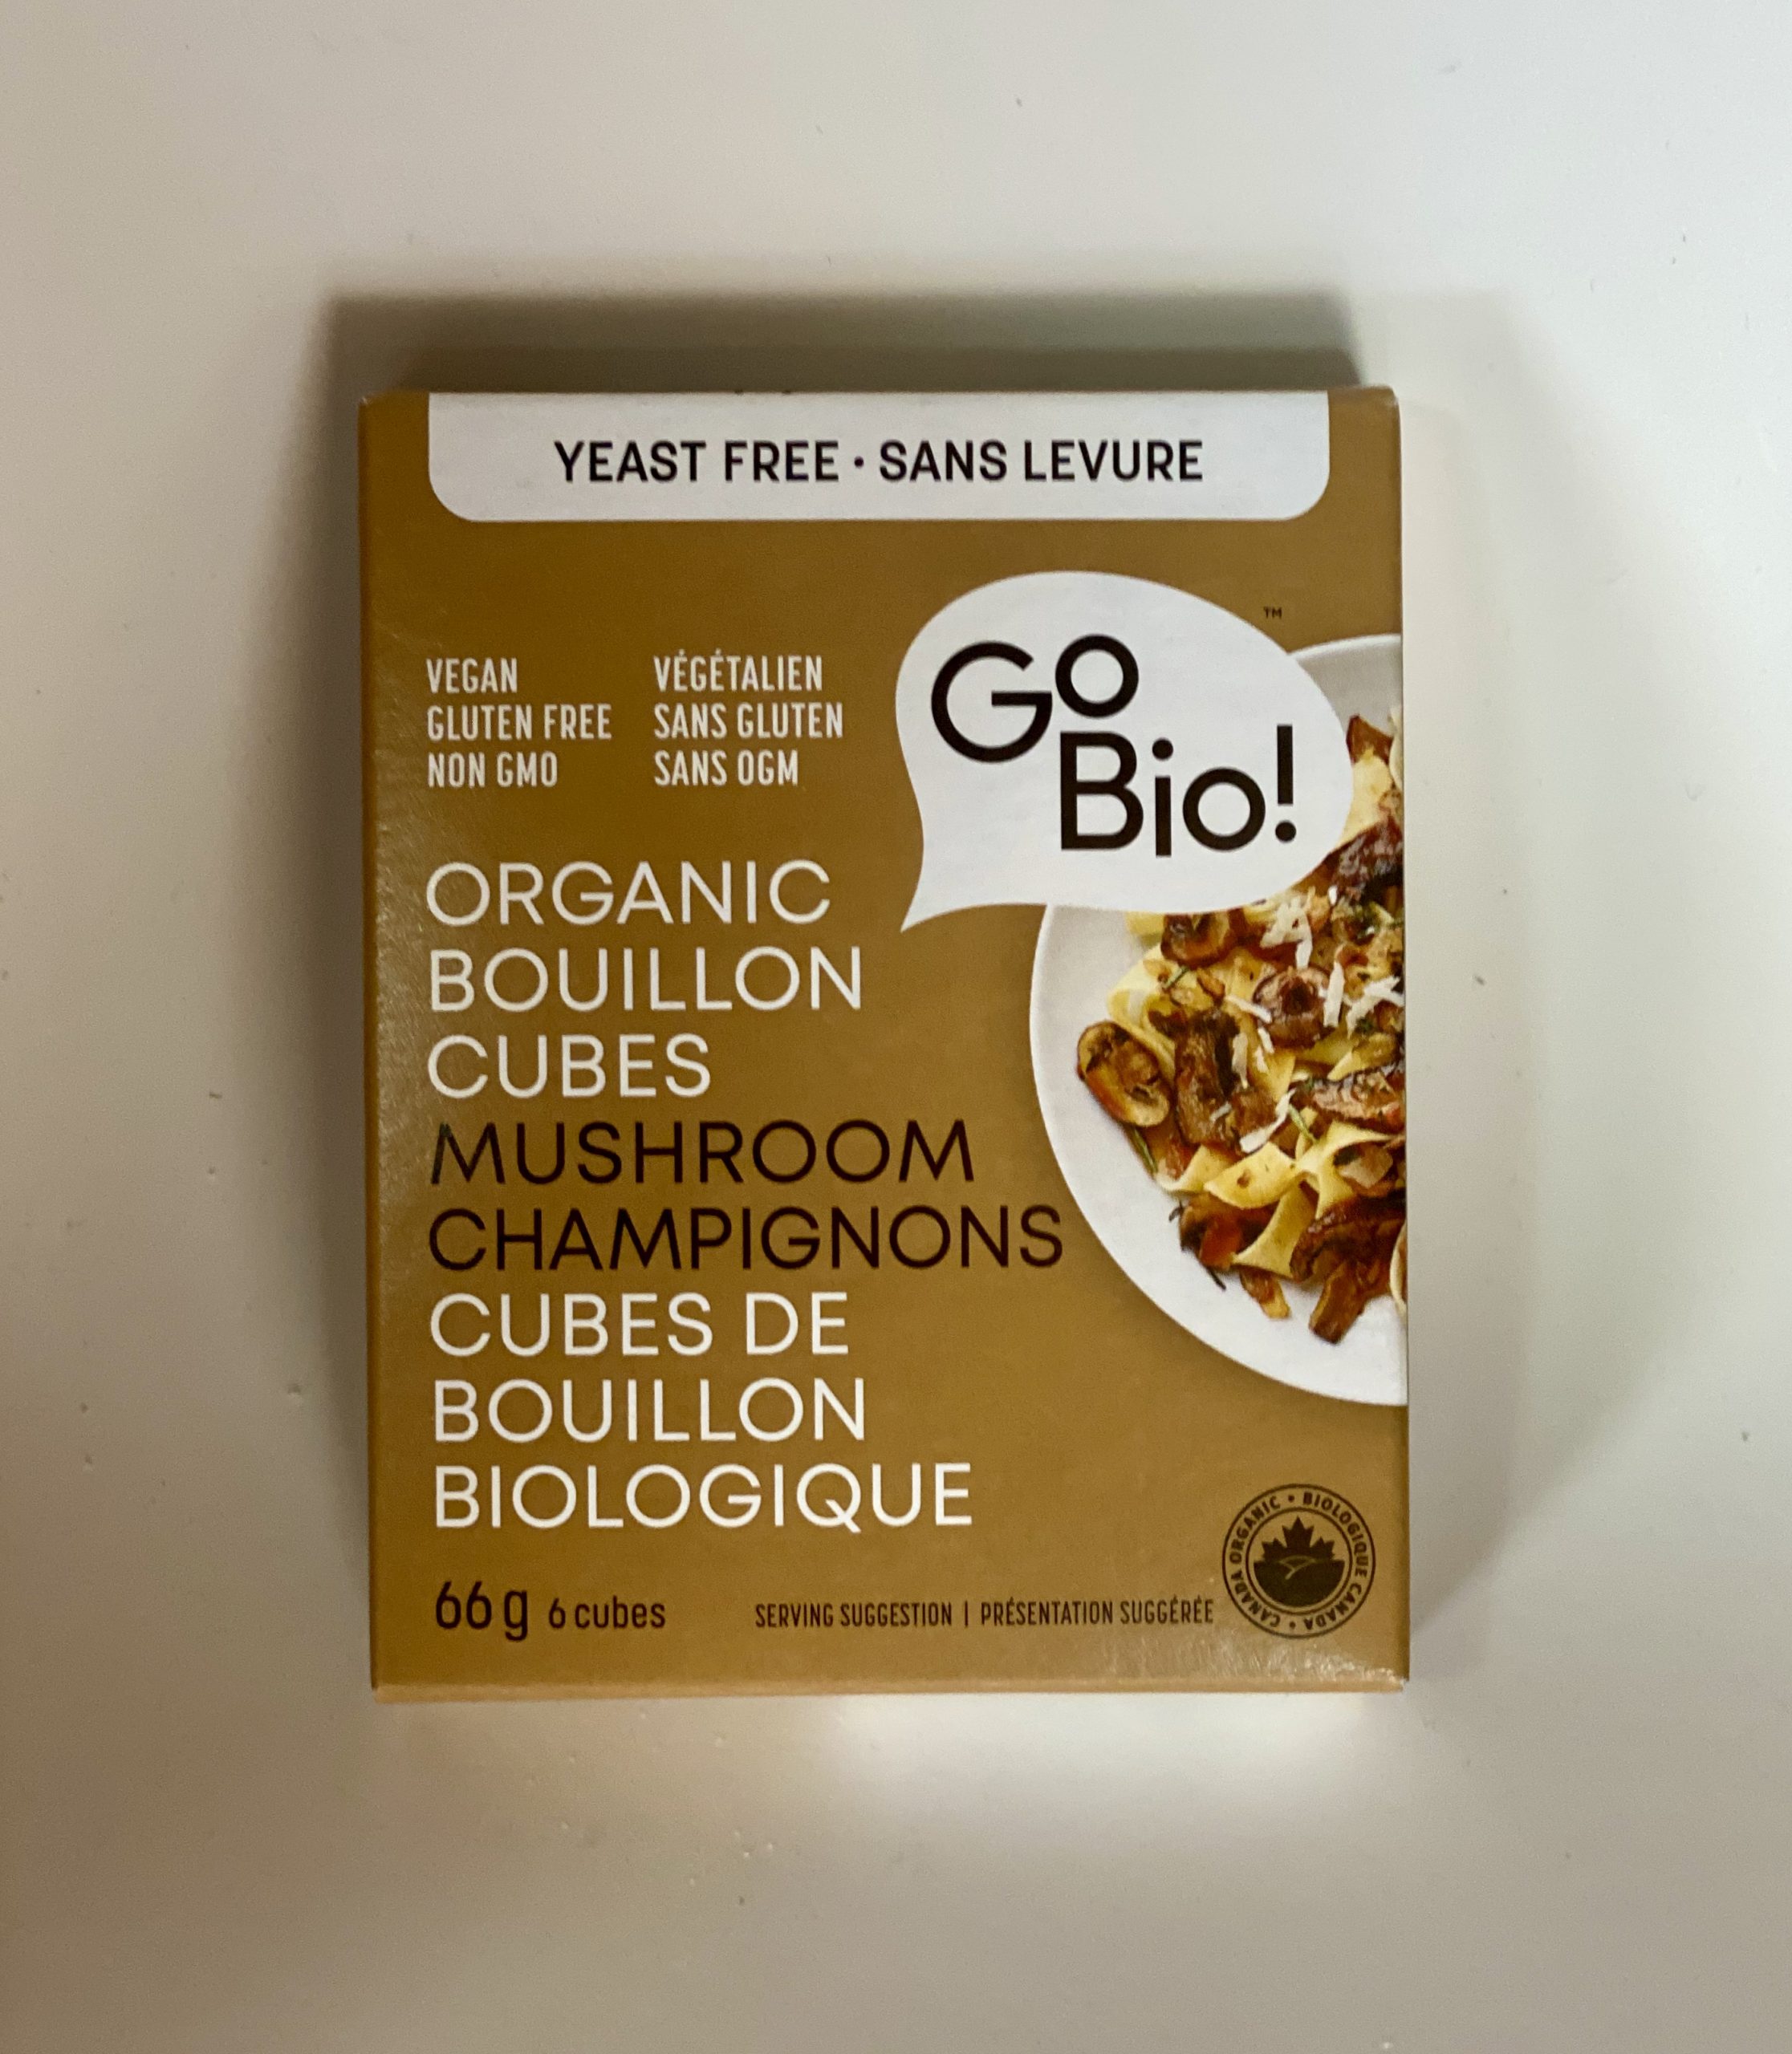 YEAST FREE · SANS LEVURE
VEGAN
GLUTEN FREE
NON GMO
VÉGÉTALIEN
SANS GLUTEN
SANS OGM
Go
Bio!
™
ORGANIC
BOUILLON
CUBES
MUSHROOM
CHAMPIGNONS
CUBES DE
BOUILLON
BIOLOGIQUE
66 g 6 cubes
SERVING SUGGESTION | PRÉSENTATION SUGGÉRÉE
CANADA ORGANIC • BIOLOGIQUE CANADA •